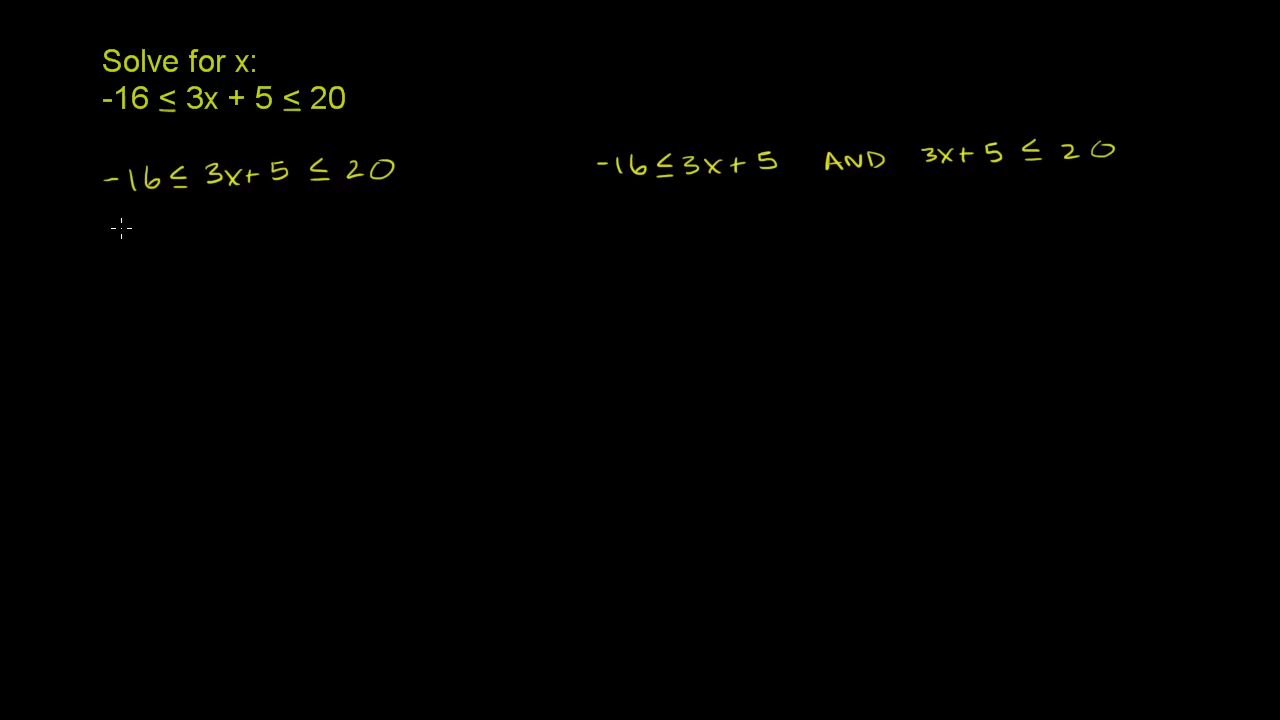 Solve for x:
-16 ≤ 3x + 5 ≤ 20
-16 ≤ 3x + 5 ≤ 20
-16 ≤ 3x + 5 AND 3x + 5 ≤ 20